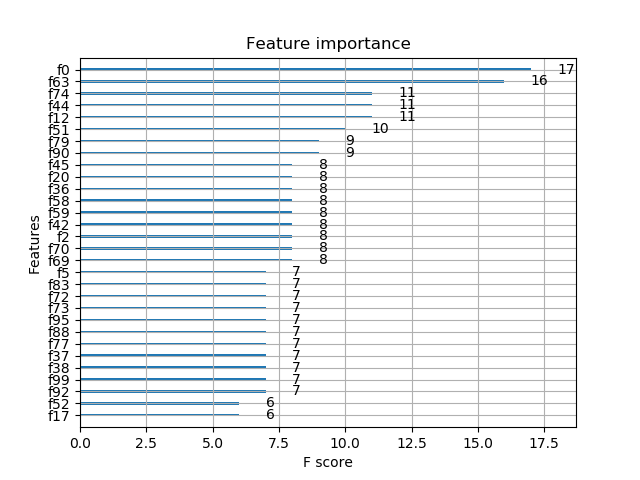 Feature importance
f0 17
f63 16
f74 11
f44 11
f12 11
f51 10
f79 9
f90 9
f45 8
f20 8
f36 8
f58 8
f59 8
f42 8
f2 8
f70 8
f69 8
f5 7
f83 7
f72 7
f73 7
f95 7
f88 7
f77 7
f37 7
f38 7
f99 7
f92 7
f52 6
f17 6
Features
0.0 2.5 5.0 7.5 10.0 12.5 15.0 17.5
F score